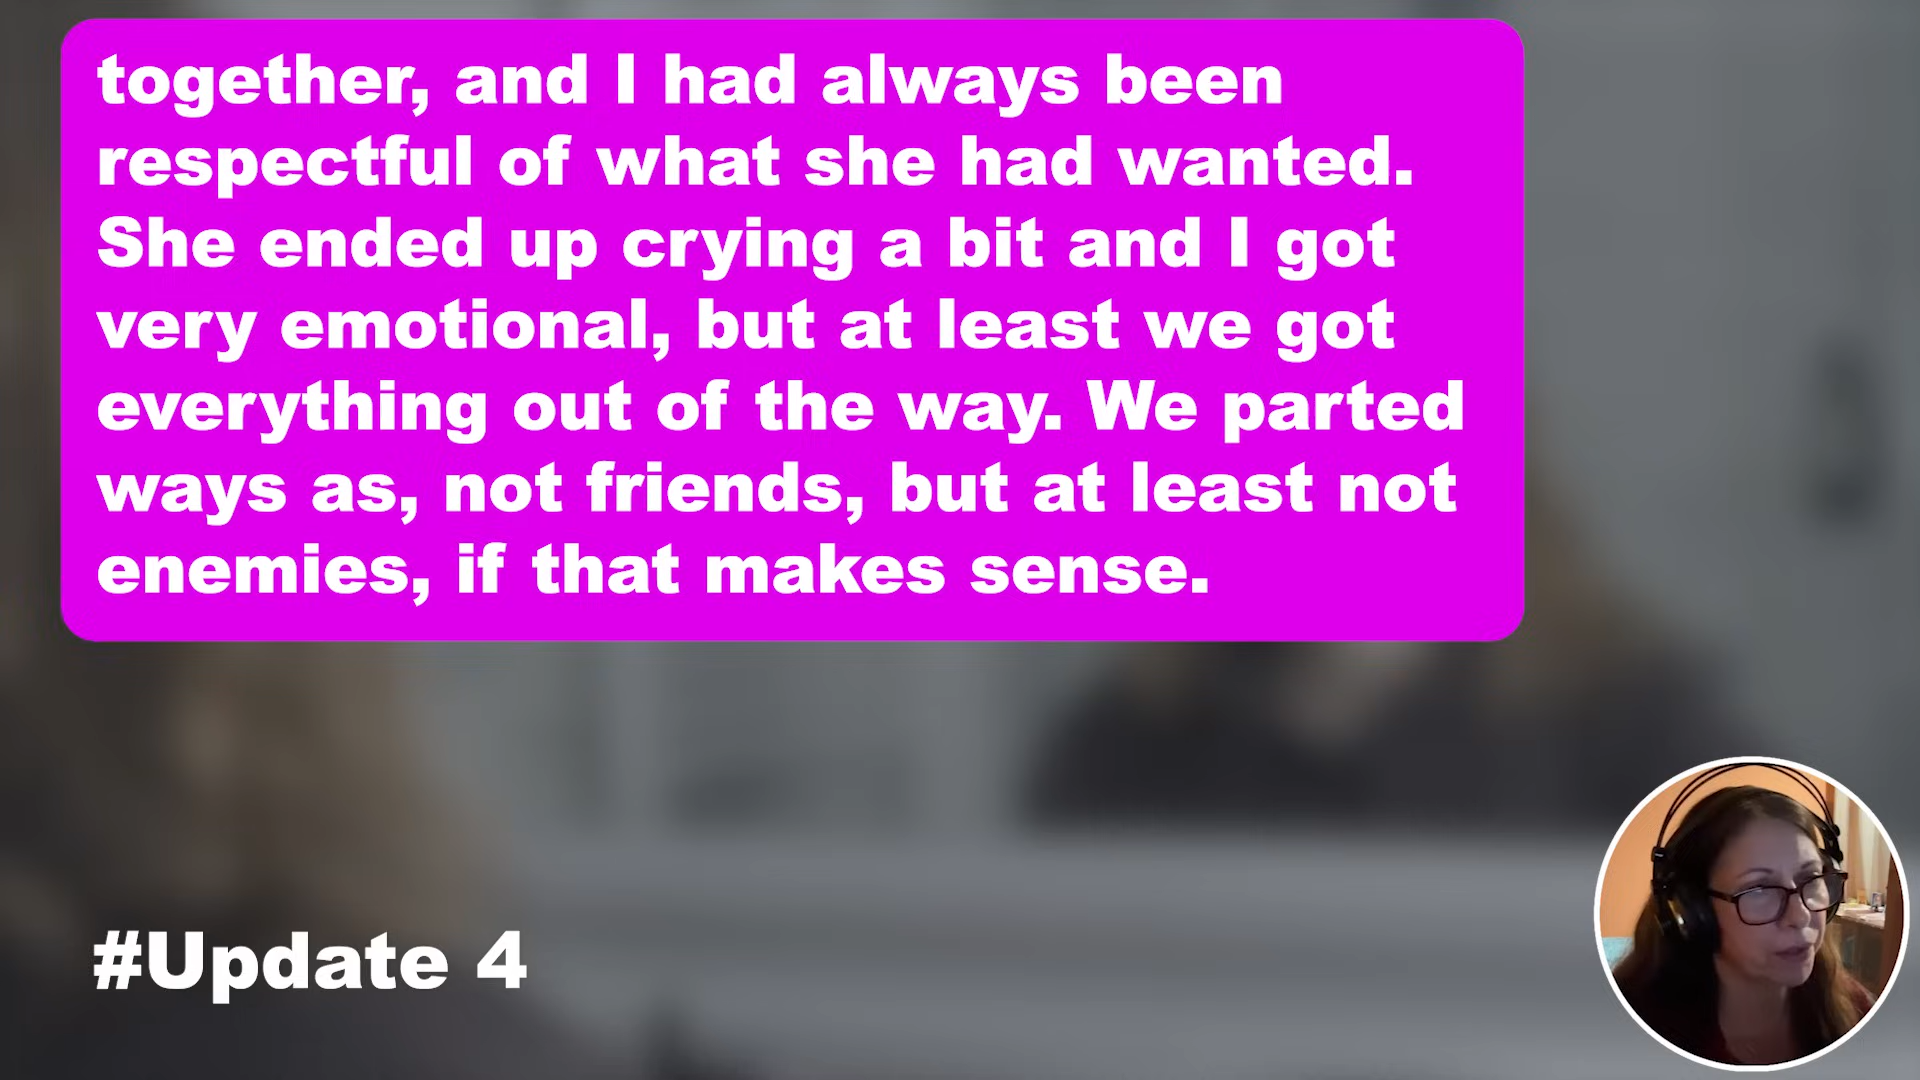 together, and I had always been
respectful of what she had wanted.
She ended up crying a bit and I got
very emotional, but at least we got
everything out of the way. We parted
ways as, not friends, but at least not
enemies, if that makes sense.
#Update 4